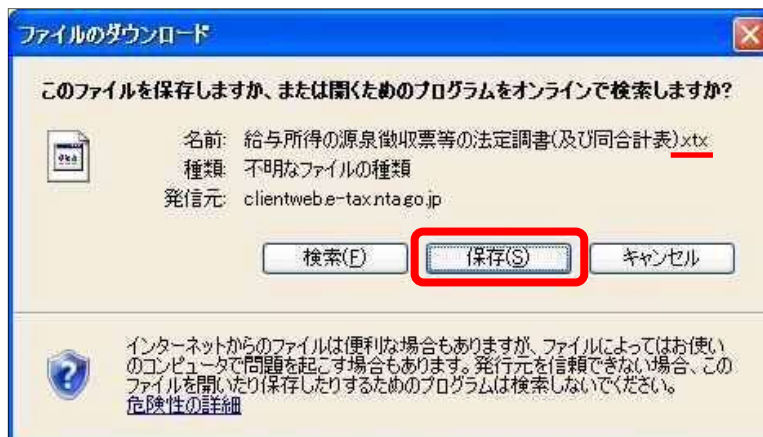 ファイルのダウンロード
このファイルを保存しますか、または開くためのプログラムをオンラインで検索しますか?
名前: 給与所得の源泉徴収票等の法定調書(及び同合計表).xtx
種類: 不明なファイルの種類
発信元: clientweb.e-tax.nta.go.jp
検索(F) 保存(S) キャンセル
インターネットからのファイルは便利な場合もありますが、ファイルによってはお使い
のコンピュータで問題を起こす場合もあります。発行元を信頼できない場合、この
ファイルを開いたり保存したりするためのプログラムは検索しないでください。
危険性の詳細